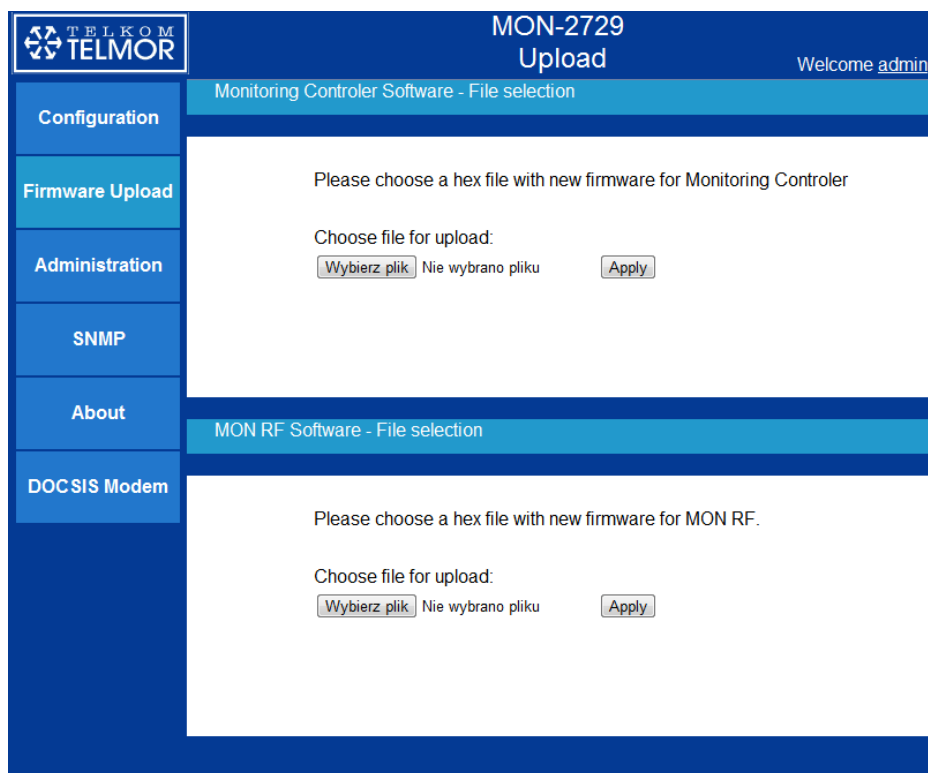 TELKOM
TELMOR
MON-2729
Upload
Welcome admin
Configuration
Firmware Upload
Administration
SNMP
About
DOCSIS Modem
Monitoring Controler Software - File selection
Please choose a hex file with new firmware for Monitoring Controler
Choose file for upload:
Wybierz plik Nie wybrano pliku Apply
MON RF Software - File selection
Please choose a hex file with new firmware for MON RF.
Choose file for upload:
Wybierz plik Nie wybrano pliku Apply